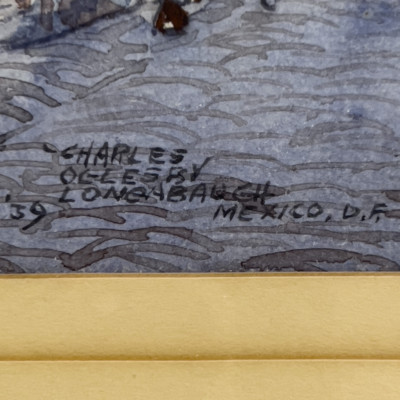 CHARLES
OGLESBY
LONGABAUGH
'39 MEXICO, D.F.